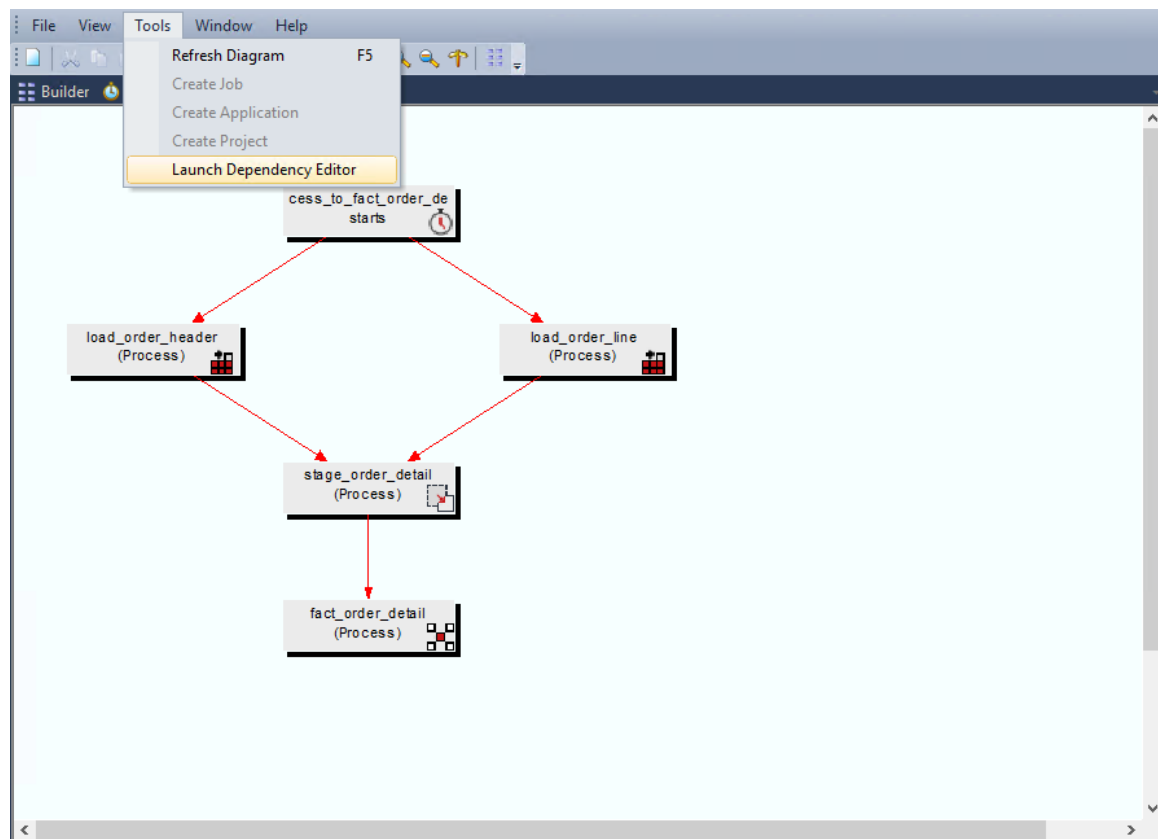 File View Tools Window Help
Refresh Diagram F5
Create Job
Builder
Create Application
Create Project
Launch Dependency Editor
cess_to_fact_order_de
starts
load_order_header
(Process)
load_order_line
(Process)
stage_order_detail
(Process)
fact_order_detail
(Process)